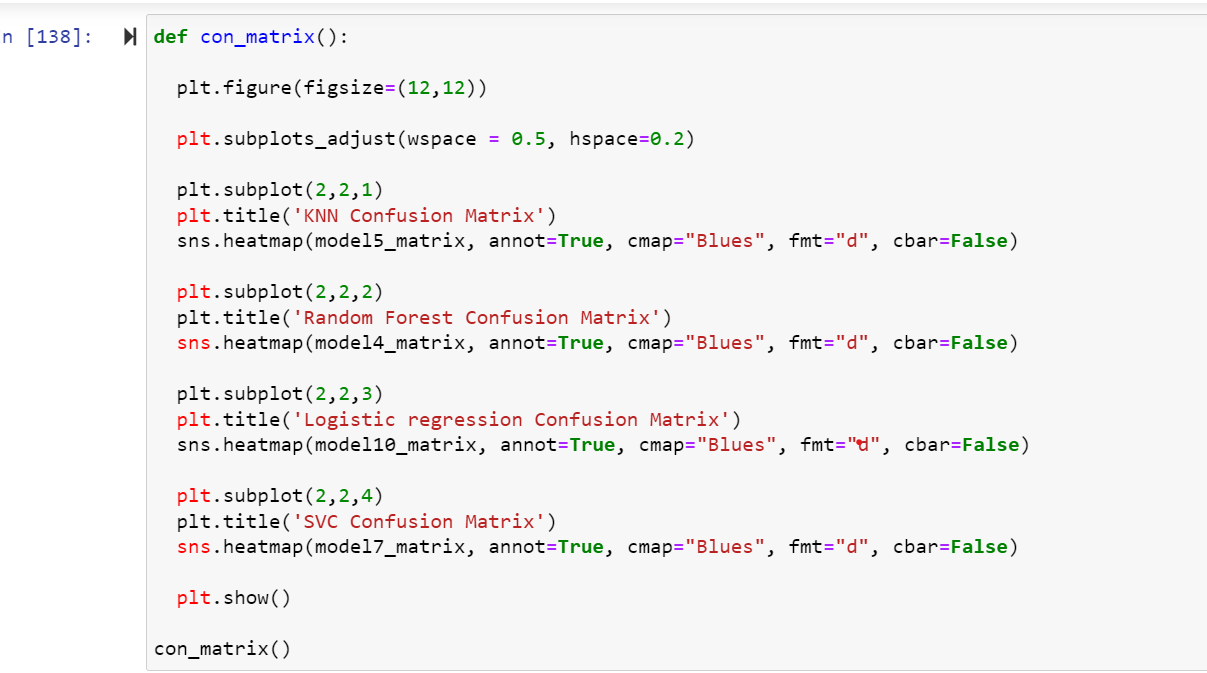 n [138]:
def con_matrix():
  plt.figure(figsize=(12,12))
  plt.subplots_adjust(wspace = 0.5, hspace=0.2)
  plt.subplot(2,2,1)
  plt.title('KNN Confusion Matrix')
  sns.heatmap(model5_matrix, annot=True, cmap="Blues", fmt="d", cbar=False)
  plt.subplot(2,2,2)
  plt.title('Random Forest Confusion Matrix')
  sns.heatmap(model4_matrix, annot=True, cmap="Blues", fmt="d", cbar=False)
  plt.subplot(2,2,3)
  plt.title('Logistic regression Confusion Matrix')
  sns.heatmap(model10_matrix, annot=True, cmap="Blues", fmt="d", cbar=False)
  plt.subplot(2,2,4)
  plt.title('SVC Confusion Matrix')
  sns.heatmap(model7_matrix, annot=True, cmap="Blues", fmt="d", cbar=False)
  plt.show()
con_matrix()